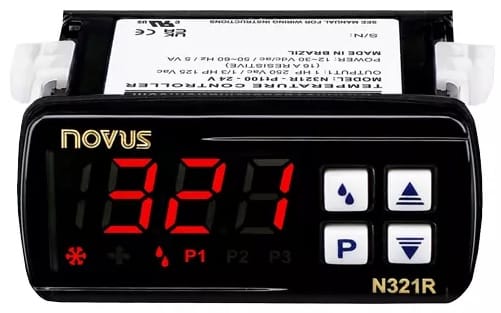 TEMPERATURE CONTROLLER
MODEL: N321R - PT100 - 24 V
OUTPUT1: 1 HP 250 Vac / 1/3 HP 125 Vac
(16 A RESISTIVE)
POWER: 12~30 Vdc/ac 50~60 Hz / 5 VA
MADE IN BRAZIL
S/N:
SEE MANUAL FOR WIRING INSTRUCTIONS
NOVUS
321
P1 P2 P3
P
N321R